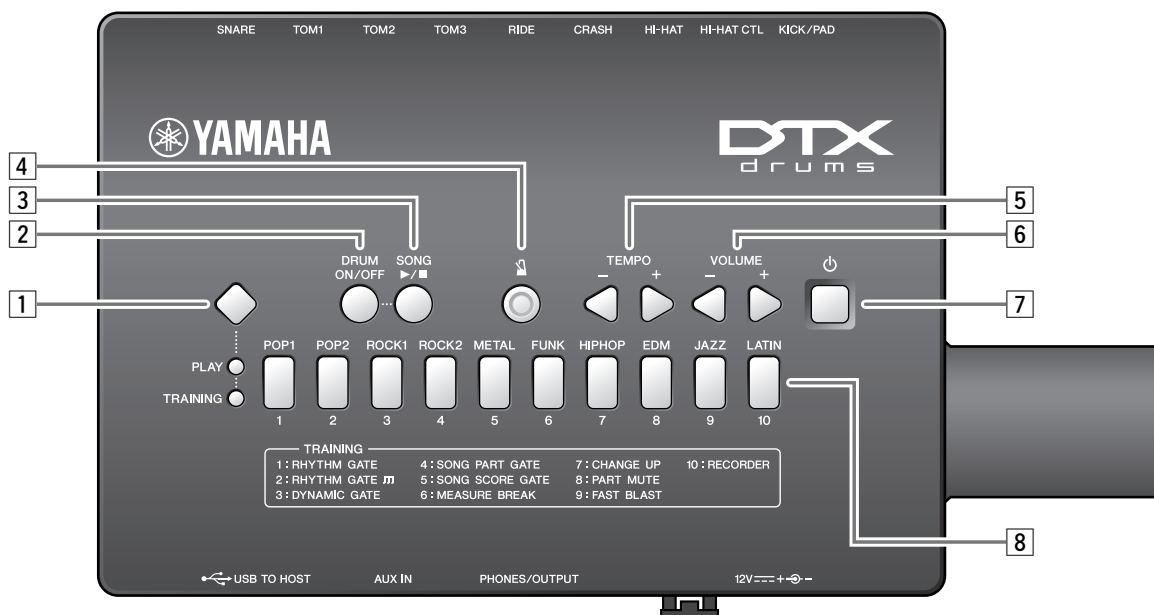 SNARE TOM1 TOM2 TOM3 RIDE CRASH HI-HAT HI-HAT CTL KICK/PAD
YAMAHA
DTX
drums
4
3
2
5
6
DRUM ON/OFF
SONG ►/■
TEMPO
– +
VOLUME
– +
1
7
POP1 POP2 ROCK1 ROCK2 METAL FUNK HIPHOP EDM JAZZ LATIN
PLAY
TRAINING
1 2 3 4 5 6 7 8 9 10
TRAINING
1 : RHYTHM GATE 4 : SONG PART GATE 7 : CHANGE UP 10 : RECORDER
2 : RHYTHM GATE 5 : SONG SCORE GATE 8 : PART MUTE
3 : DYNAMIC GATE 6 : MEASURE BREAK 9 : FAST BLAST
8
USB TO HOST AUX IN PHONES/OUTPUT 12V + –